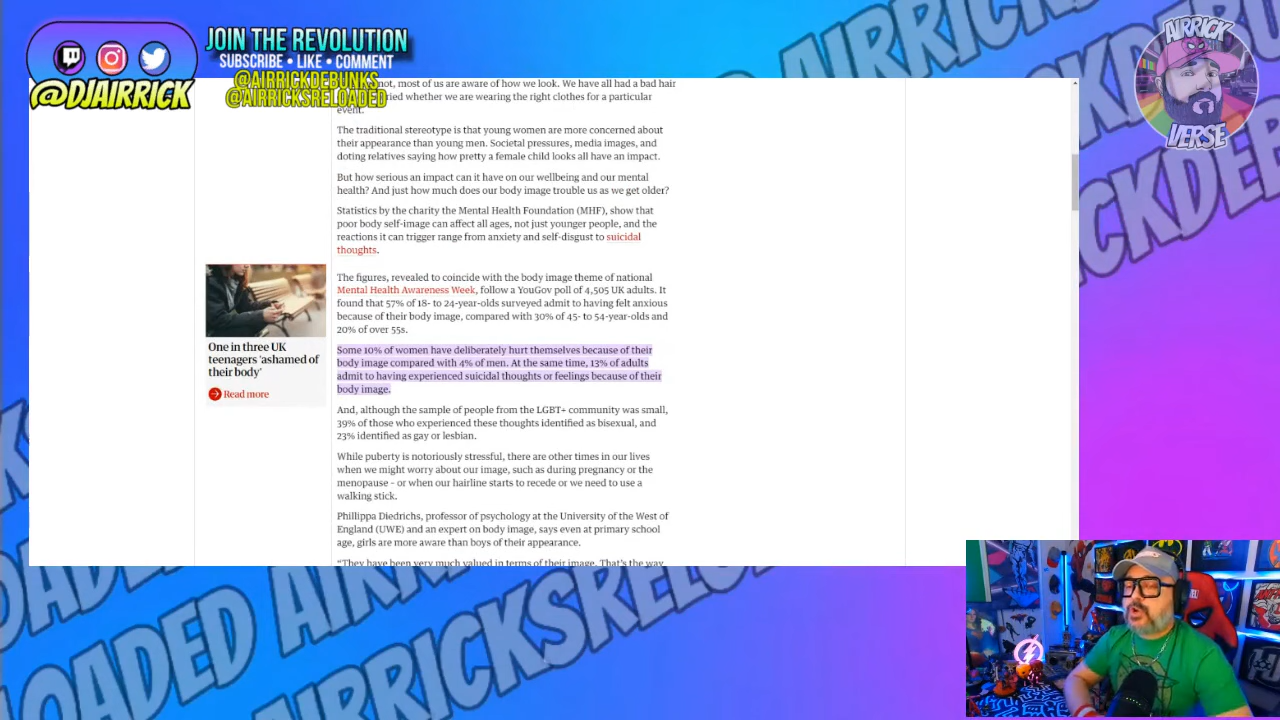 JOIN THE REVOLUTION
SUBSCRIBE • LIKE • COMMENT
@AIRRICKDEBUNKS
@AIRRICKSRELOADED
@DJAIRRICK
AIRRICK
VERSE
not, most of us are aware of how we look. We have all had a bad hair
whether we are wearing the right clothes for a particular
event.
The traditional stereotype is that young women are more concerned about
their appearance than young men. Societal pressures, media images, and
doting relatives saying how pretty a female child looks all have an impact.
But how serious an impact can it have on our wellbeing and our mental
health? And just how much does our body image trouble us as we get older?
Statistics by the charity the Mental Health Foundation (MHF), show that
poor body self-image can affect all ages, not just younger people, and the
reactions it can trigger range from anxiety and self-disgust to suicidal
thoughts.
The figures, revealed to coincide with the body image theme of national
Mental Health Awareness Week, follow a YouGov poll of 4,505 UK adults. It
found that 57% of 18- to 24-year-olds surveyed admit to having felt anxious
because of their body image, compared with 30% of 45- to 54-year-olds and
20% of over 55s.
One in three UK
teenagers 'ashamed of
their body'
Read more
Some 10% of women have deliberately hurt themselves because of their
body image compared with 4% of men. At the same time, 13% of adults
admit to having experienced suicidal thoughts or feelings because of their
body image.
And, although the sample of people from the LGBT+ community was small,
39% of those who experienced these thoughts identified as bisexual, and
23% identified as gay or lesbian.
While puberty is notoriously stressful, there are other times in our lives
when we might worry about our image, such as during pregnancy or the
menopause – or when our hairline starts to recede or we need to use a
walking stick.
Phillippa Diedrichs, professor of psychology at the University of the West of
England (UWE) and an expert on body image, says even at primary school
age, girls are more aware than boys of their appearance.
"They have been very much valued in terms of their image. That's the way